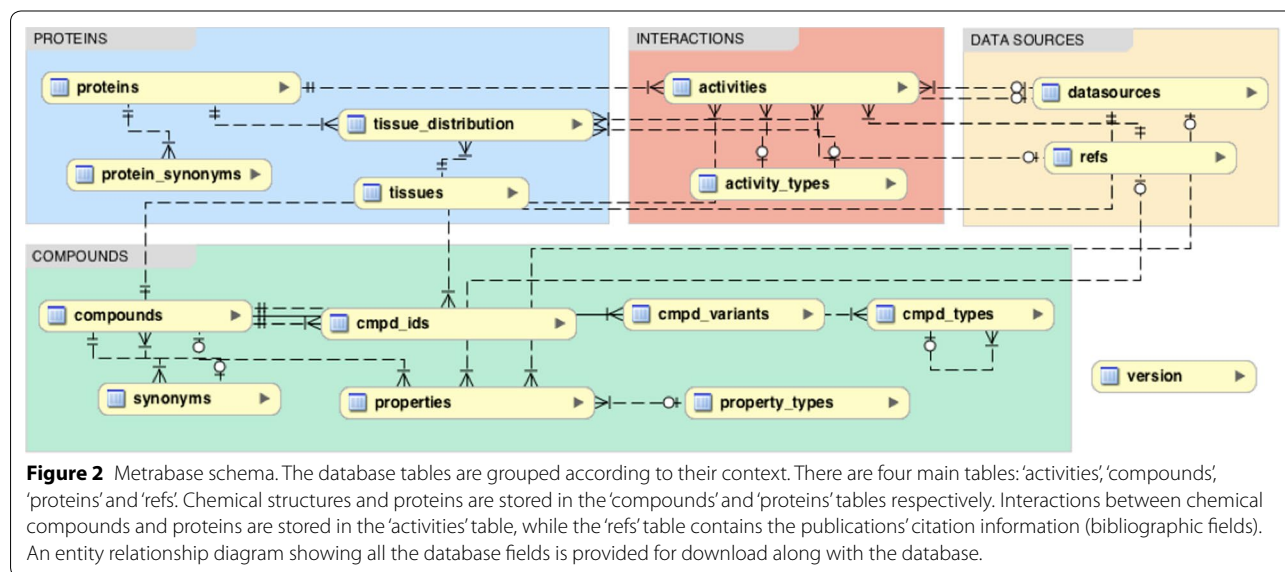 PROTEINS
INTERACTIONS
DATA SOURCES
proteins
activities
datasources
tissue_distribution
refs
protein_synonyms
tissues
activity_types
COMPOUNDS
compounds
cmpd_ids
cmpd_variants
cmpd_types
version
synonyms
properties
property_types
Figure 2 Metrabase schema. The database tables are grouped according to their context. There are four main tables: ‘activities’, ‘compounds’,
‘proteins’ and ‘refs’. Chemical structures and proteins are stored in the ‘compounds’ and ‘proteins’ tables respectively. Interactions between chemical
compounds and proteins are stored in the ‘activities’ table, while the ‘refs’ table contains the publications’ citation information (bibliographic fields).
An entity relationship diagram showing all the database fields is provided for download along with the database.